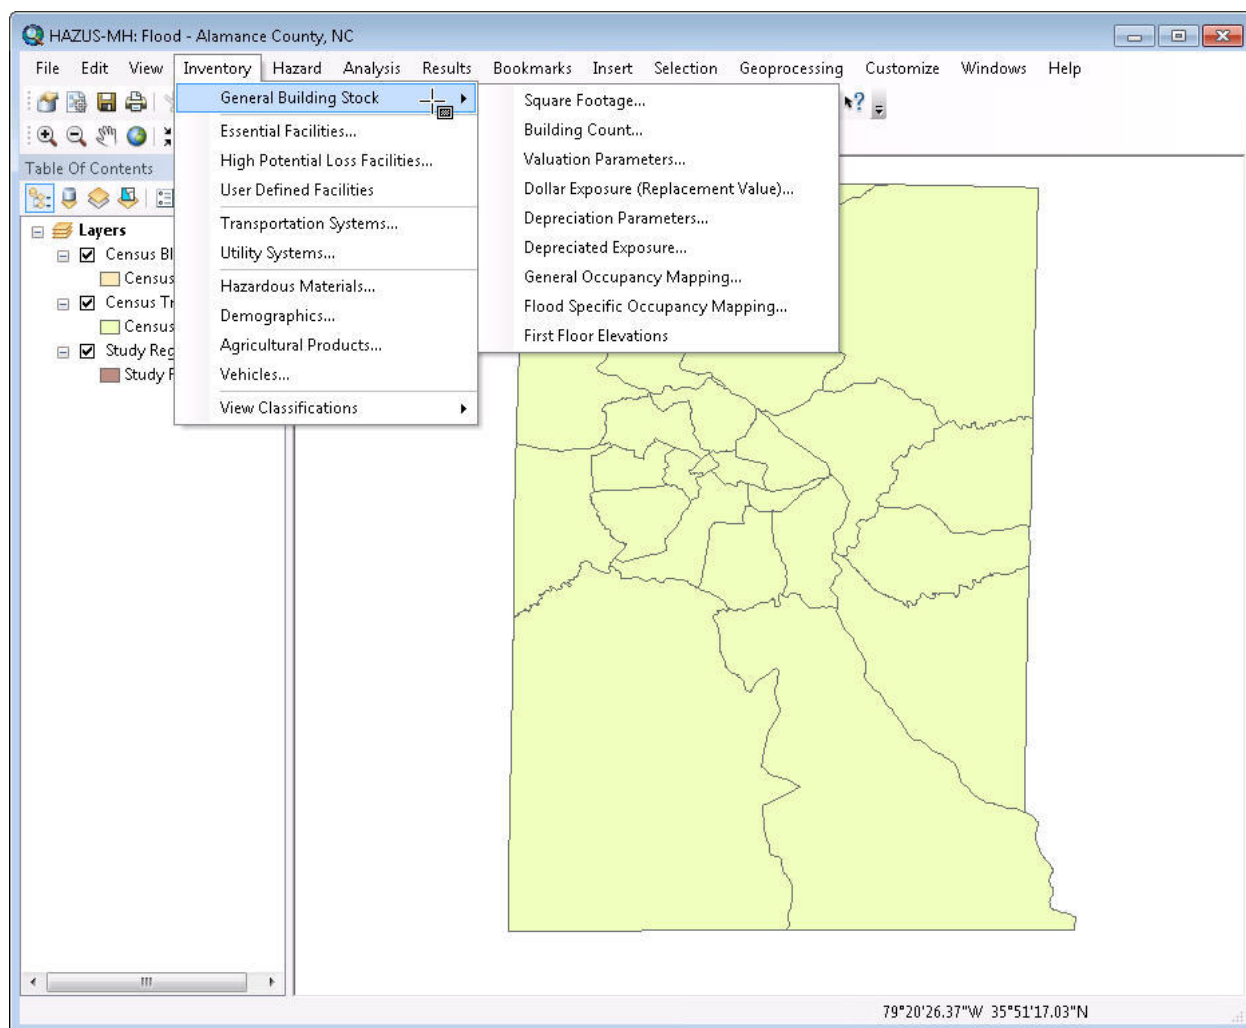 HAZUS-MH: Flood - Alamance County, NC
File Edit View Inventory Hazard Analysis Results Bookmarks Insert Selection Geoprocessing Customize Windows Help
General Building Stock
Essential Facilities...
High Potential Loss Facilities...
User Defined Facilities
Transportation Systems...
Utility Systems...
Hazardous Materials...
Demographics...
Agricultural Products...
Vehicles...
View Classifications
Square Footage...
Building Count...
Valuation Parameters...
Dollar Exposure (Replacement Value)...
Depreciation Parameters...
Depreciated Exposure...
General Occupancy Mapping...
Flood Specific Occupancy Mapping...
First Floor Elevations
Table Of Contents
Layers
Census Bl
Census
Census Tr
Census
Study Reg
Study
79°20'26.37"W 35°51'17.03"N